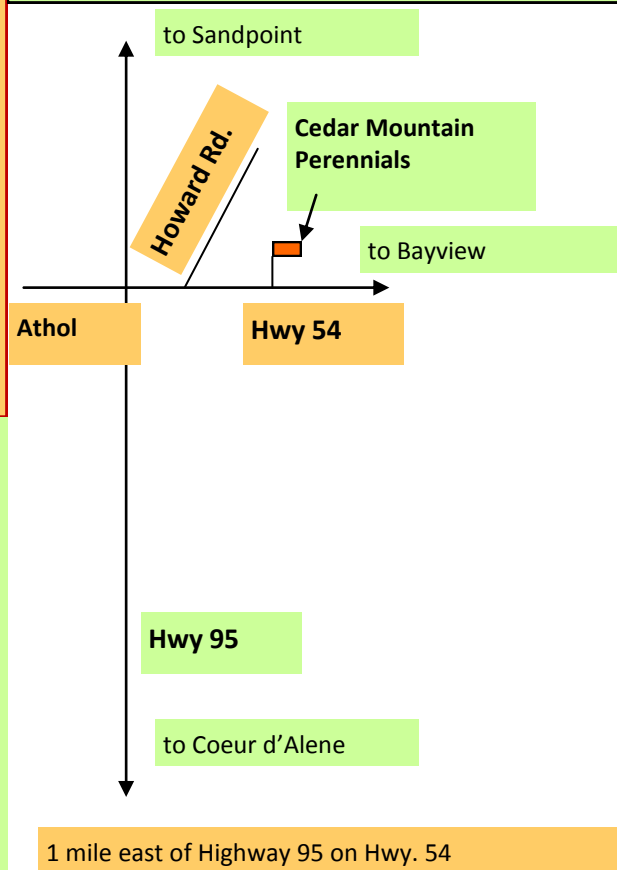 to Sandpoint
Howard Rd.
Cedar Mountain
Perennials
to Bayview
Athol
Hwy 54
Hwy 95
to Coeur d’Alene
1 mile east of Highway 95 on Hwy. 54